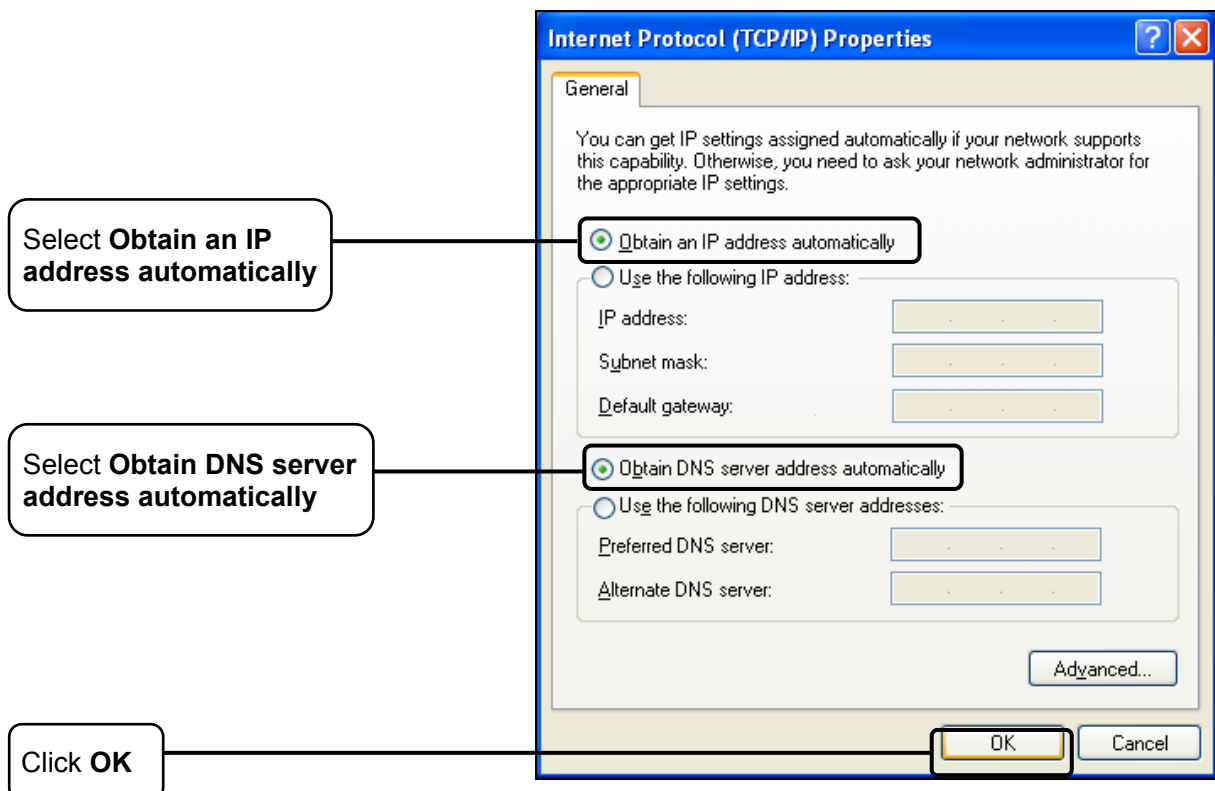 Internet Protocol (TCP/IP) Properties
General
You can get IP settings assigned automatically if your network supports
this capability. Otherwise, you need to ask your network administrator for
the appropriate IP settings.
Select Obtain an IP
address automatically
Obtain an IP address automatically
Use the following IP address:
IP address:
Subnet mask:
Default gateway:
Select Obtain DNS server
address automatically
Obtain DNS server address automatically
Use the following DNS server addresses:
Preferred DNS server:
Alternate DNS server:
Advanced...
Click OK
OK
Cancel